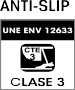 ANTI-SLIP
UNE ENV 12633
CTE
3
CLASE 3